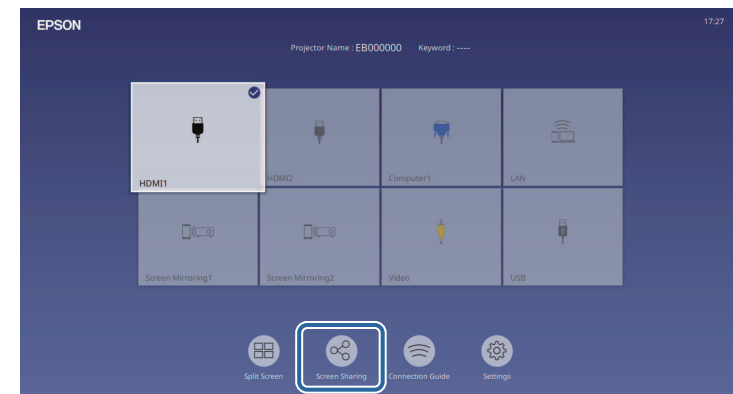 EPSON
17:27
Projector Name : EB000000 Keyword : ----
HDMI1
HDMI2
Computer1
LAN
Screen Mirroring1
Screen Mirroring2
Video
USB
Split Screen
Screen Sharing
Connection Guide
Settings